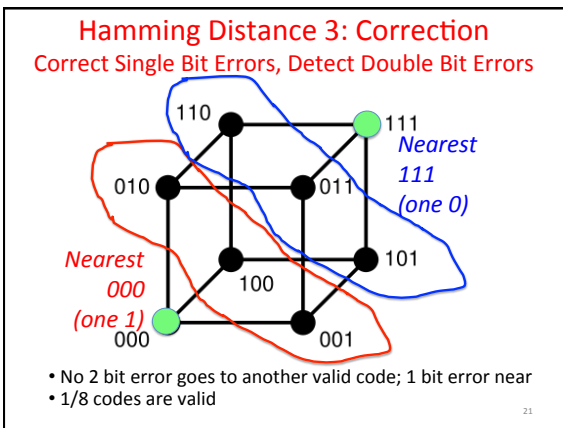 Hamming Distance 3: Correction
Correct Single Bit Errors, Detect Double Bit Errors
110
111
Nearest
111
(one 0)
010
011
Nearest
000
(one 1)
100
101
000
001
• No 2 bit error goes to another valid code; 1 bit error near
• 1/8 codes are valid
21